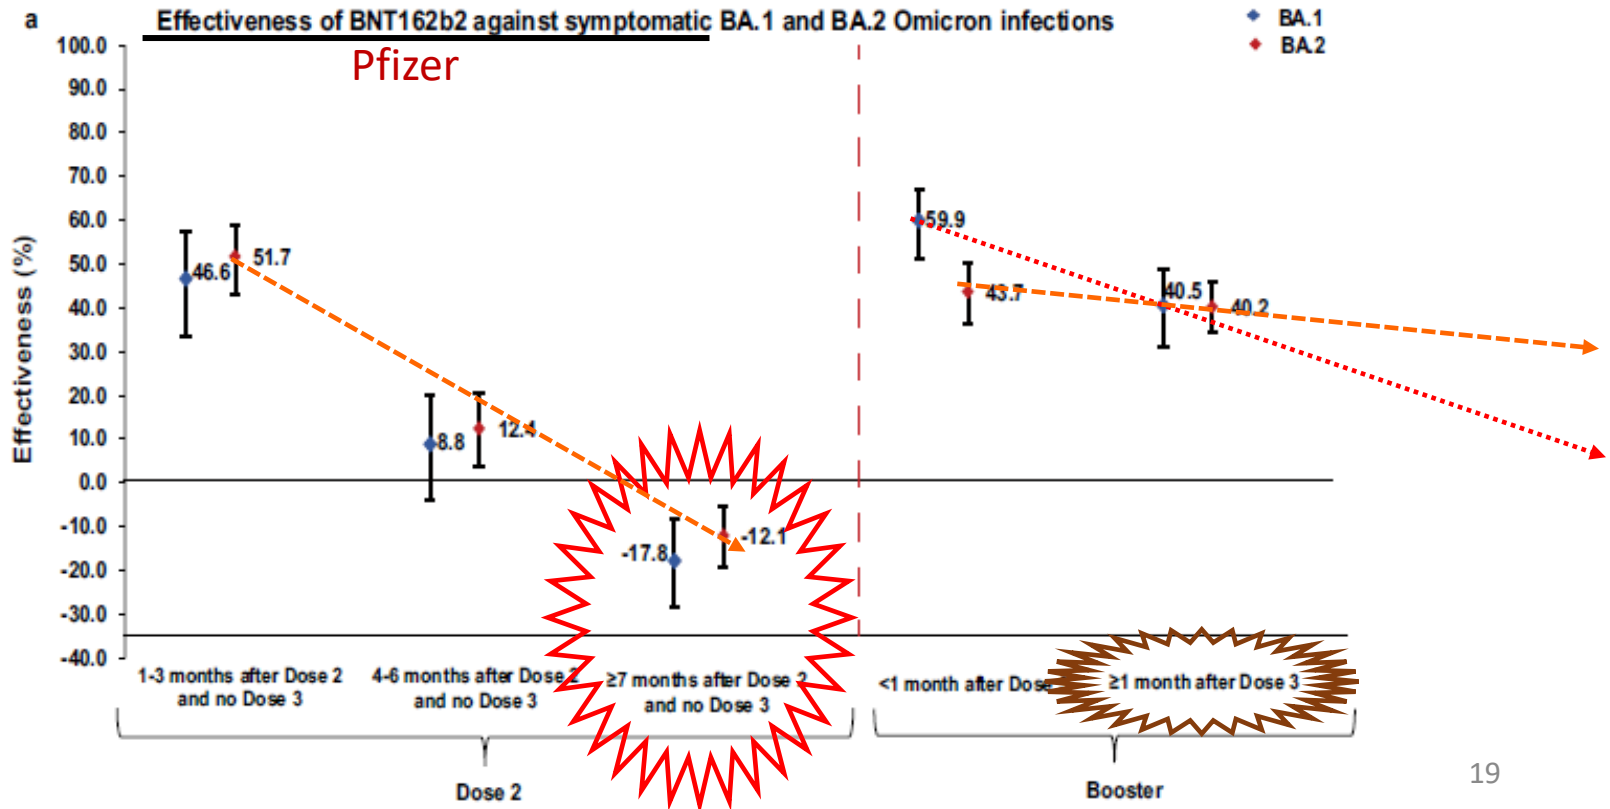 a
Effectiveness of BNT162b2 against symptomatic BA.1 and BA.2 Omicron infections
Pfizer
BA.1
BA.2
Effectiveness (%)
100.0
90.0
80.0
70.0
60.0
50.0
40.0
30.0
20.0
10.0
0.0
-10.0
-20.0
-30.0
-40.0
46.6
51.7
8.8
12.4
-17.8
-12.1
59.9
43.7
40.5
40.2
1-3 months after Dose 2
and no Dose 3
4-6 months after Dose 2
and no Dose 3
≥7 months after Dose 2
and no Dose 3
<1 month after Dose
≥1 month after Dose 3
Dose 2
Booster
19